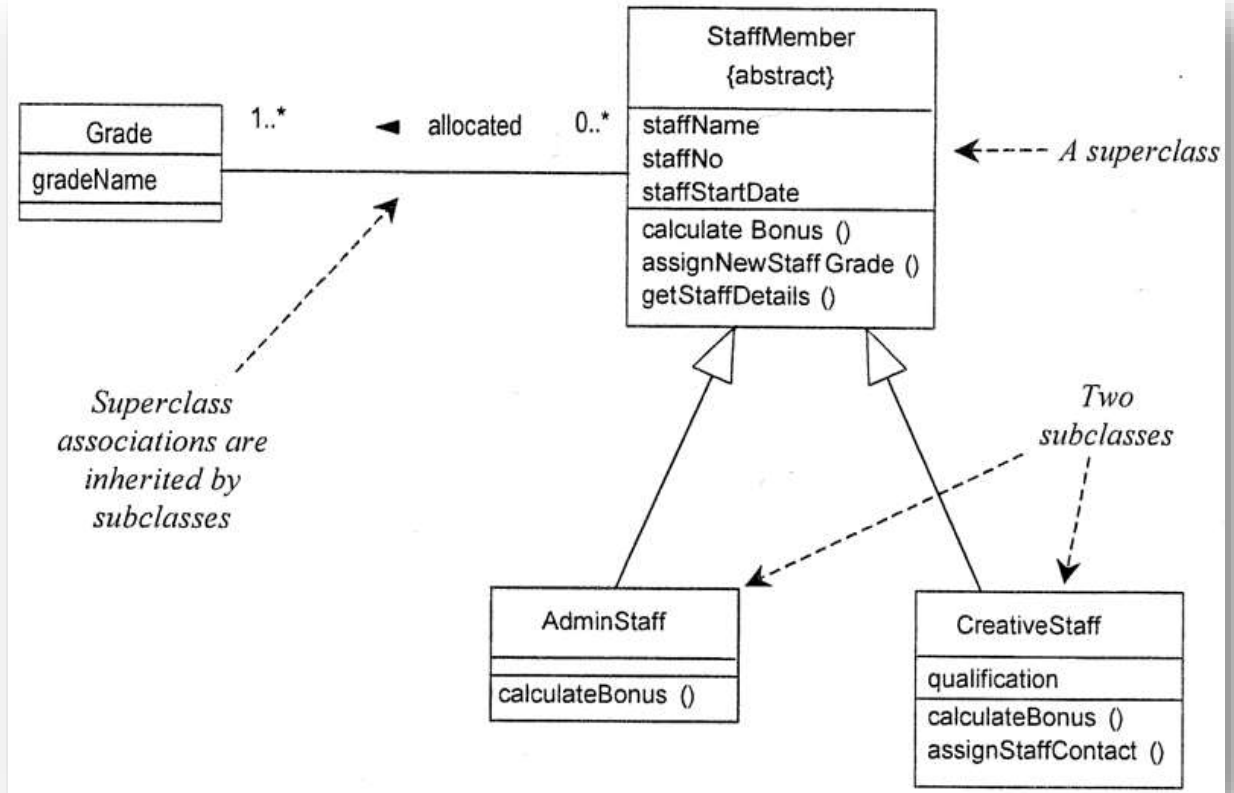 StaffMember
{abstract}
staffName
staffNo
staffStartDate
calculate Bonus ()
assignNewStaff Grade ()
getStaffDetails ()
Grade
gradeName
1..*
◄ allocated
0..*
A superclass
Superclass
associations are
inherited by
subclasses
Two
subclasses
AdminStaff
calculateBonus ()
CreativeStaff
qualification
calculateBonus ()
assignStaffContact ()